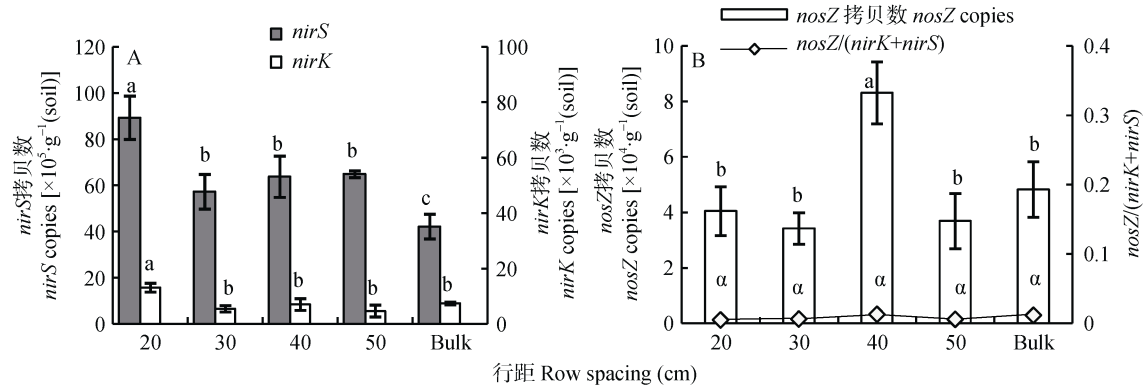 A
nirS
nirK
120
100
80
60
40
20
0
nirS拷贝数
nirS copies [×10⁵·g⁻¹(soil)]
a
b
b
b
c
a
b
b
b
b
100
80
60
40
20
0
nirK拷贝数
nirK copies [×10³·g⁻¹(soil)]
20
30
40
50
Bulk
B
nosZ 拷贝数 nosZ copies
nosZ/(nirK+nirS)
10
8
6
4
2
0
nosZ拷贝数
nosZ copies [×10⁴·g⁻¹(soil)]
b
b
a
b
b
α
α
α
α
α
0.4
0.3
0.2
0.1
0
nosZ/(nirK+nirS)
20
30
40
50
Bulk
行距 Row spacing (cm)